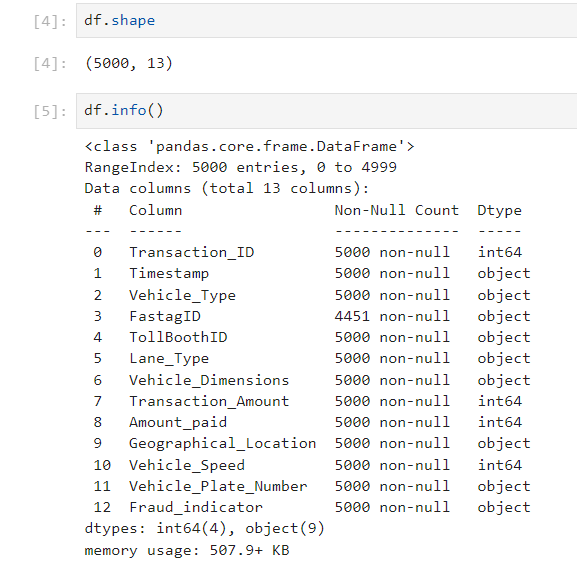 [4]: df.shape
[4]: (5000, 13)
[5]: df.info()
<class 'pandas.core.frame.DataFrame'>
RangeIndex: 5000 entries, 0 to 4999
Data columns (total 13 columns):
 #   Column                 Non-Null Count  Dtype
---  ------                 --------------  -----
 0   Transaction_ID         5000 non-null   int64
 1   Timestamp              5000 non-null   object
 2   Vehicle_Type           5000 non-null   object
 3   FastagID               4451 non-null   object
 4   TollBoothID            5000 non-null   object
 5   Lane_Type              5000 non-null   object
 6   Vehicle_Dimensions     5000 non-null   object
 7   Transaction_Amount     5000 non-null   int64
 8   Amount_paid            5000 non-null   int64
 9   Geographical_Location  5000 non-null   object
 10  Vehicle_Speed          5000 non-null   int64
 11  Vehicle_Plate_Number   5000 non-null   object
 12  Fraud_indicator        5000 non-null   object
dtypes: int64(4), object(9)
memory usage: 507.9+ KB